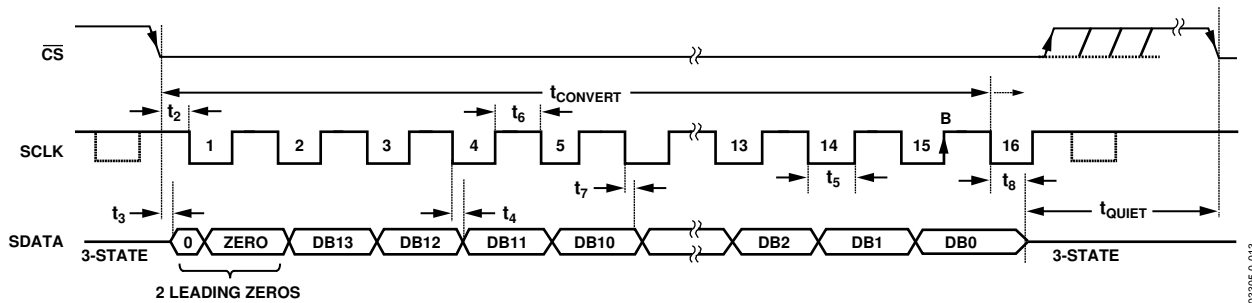 CS
tCONVERT
t2
t6
B
SCLK
1 2 3 4 5 13 14 15 16
t3
t4
t7
t5
t8
tQUIET
SDATA
0 ZERO DB13 DB12 DB11 DB10 DB2 DB1 DB0
3-STATE
3-STATE
2 LEADING ZEROS